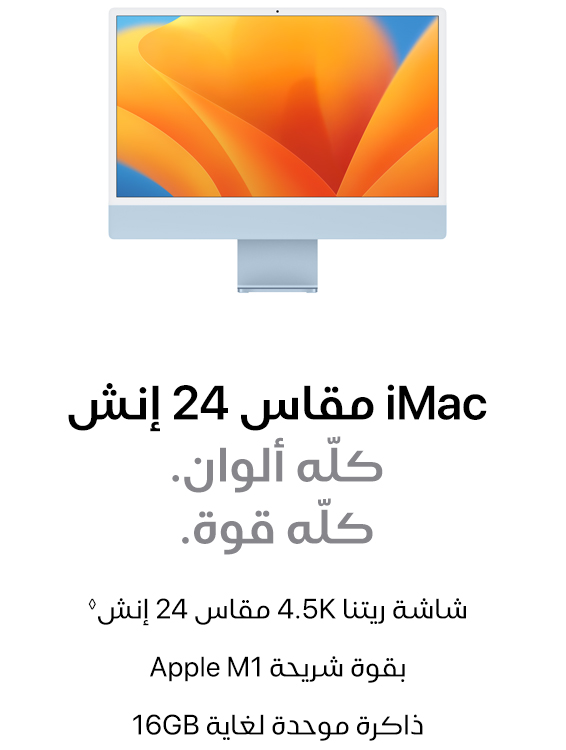 iMac مقاس 24 إنش
كلّه ألوان.
كلّه قوة.
شاشة ريتنا 4.5K مقاس 24 إنش◊
بقوة شريحة Apple M1
ذاكرة موحدة لغاية 16GB